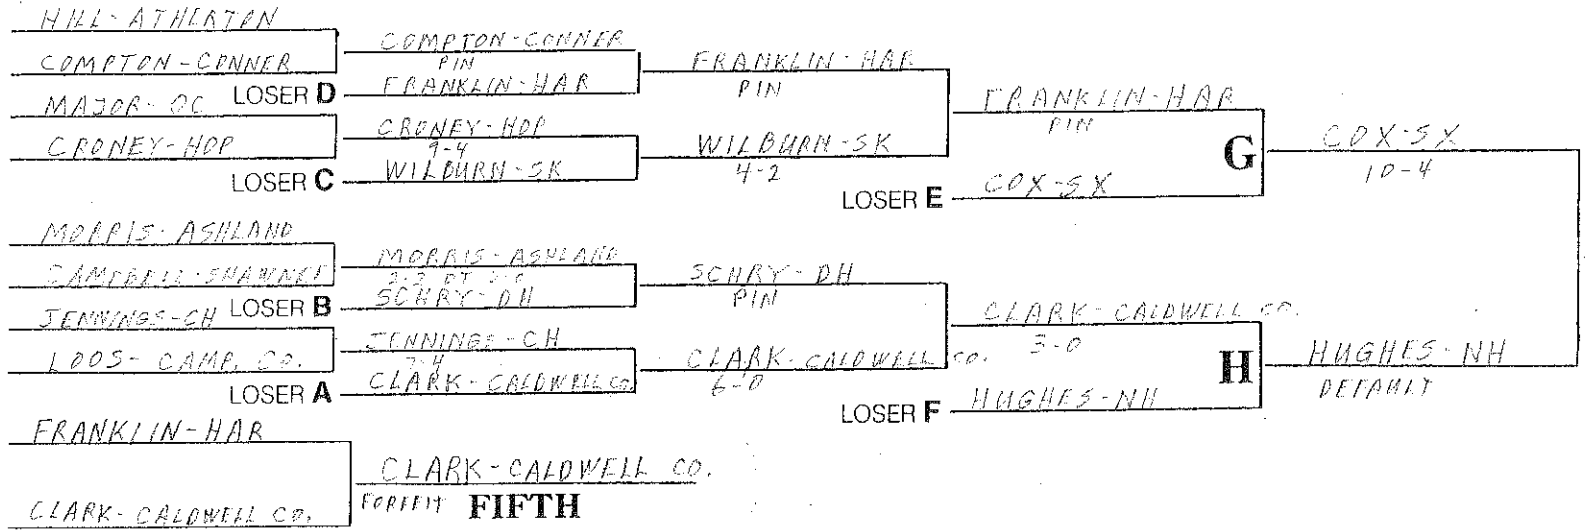 HILL-ATHERTON
COMPTON-CONNER
COMPTON-CONNER
PIN
LOSER D
FRANKLIN-HAR
FRANKLIN-HAR
PIN
MAJOR-OC
CRONEY-HOP
CRONEY-HOP
9-4
LOSER C
WILBURN-SK
WILBURN-SK
4-2
FRANKLIN-HAR
PIN
LOSER E
COX-SX
G
COX-SX
10-4
MORRIS-ASHLAND
CAMPBELL-SHAWNEE
MORRIS-ASHLAND
LOSER B
SCHRY-DH
SCHRY-DH
PIN
JENNINGS-CH
LOOS-CAMP. CO.
JENNINGS-CH
LOSER A
CLARK-CALDWELL CO.
CLARK-CALDWELL CO.
6-0
CLARK-CALDWELL CO.
3-0
LOSER F
HUGHES-NH
H
HUGHES-NH
DEFAULT
FRANKLIN-HAR
CLARK-CALDWELL CO.
CLARK-CALDWELL CO.
FORFEIT FIFTH